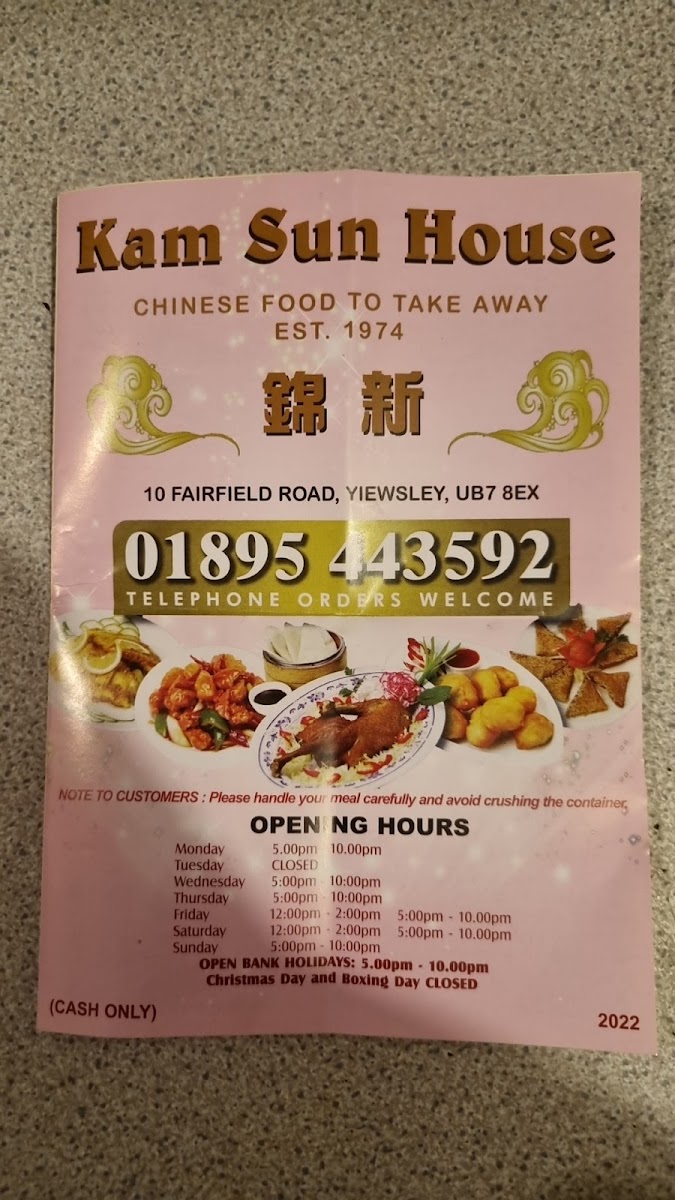 Kam Sun House
CHINESE FOOD TO TAKE AWAY
EST. 1974
錦新
10 FAIRFIELD ROAD, YIEWSLEY, UB7 8EX
01895 443592
TELEPHONE ORDERS WELCOME
NOTE TO CUSTOMERS : Please handle your meal carefully and avoid crushing the container.
OPENING HOURS
Monday 5.00pm - 10.00pm
Tuesday CLOSED
Wednesday 5:00pm - 10:00pm
Thursday 5:00pm - 10:00pm
Friday 12:00pm - 2:00pm 5:00pm - 10.00pm
Saturday 12:00pm - 2:00pm 5:00pm - 10.00pm
Sunday 5:00pm - 10:00pm
OPEN BANK HOLIDAYS: 5.00pm - 10.00pm
Christmas Day and Boxing Day CLOSED
(CASH ONLY)
2022